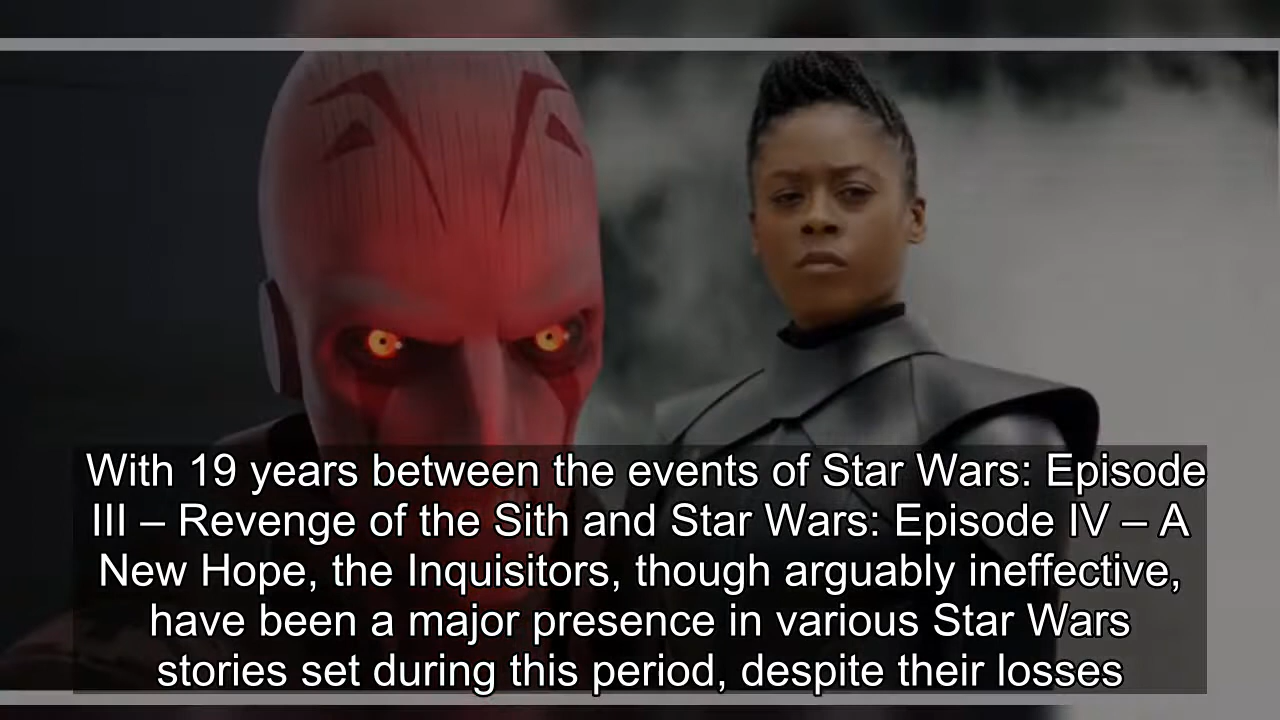 With 19 years between the events of Star Wars: Episode
III – Revenge of the Sith and Star Wars: Episode IV – A
New Hope, the Inquisitors, though arguably ineffective,
have been a major presence in various Star Wars
stories set during this period, despite their losses